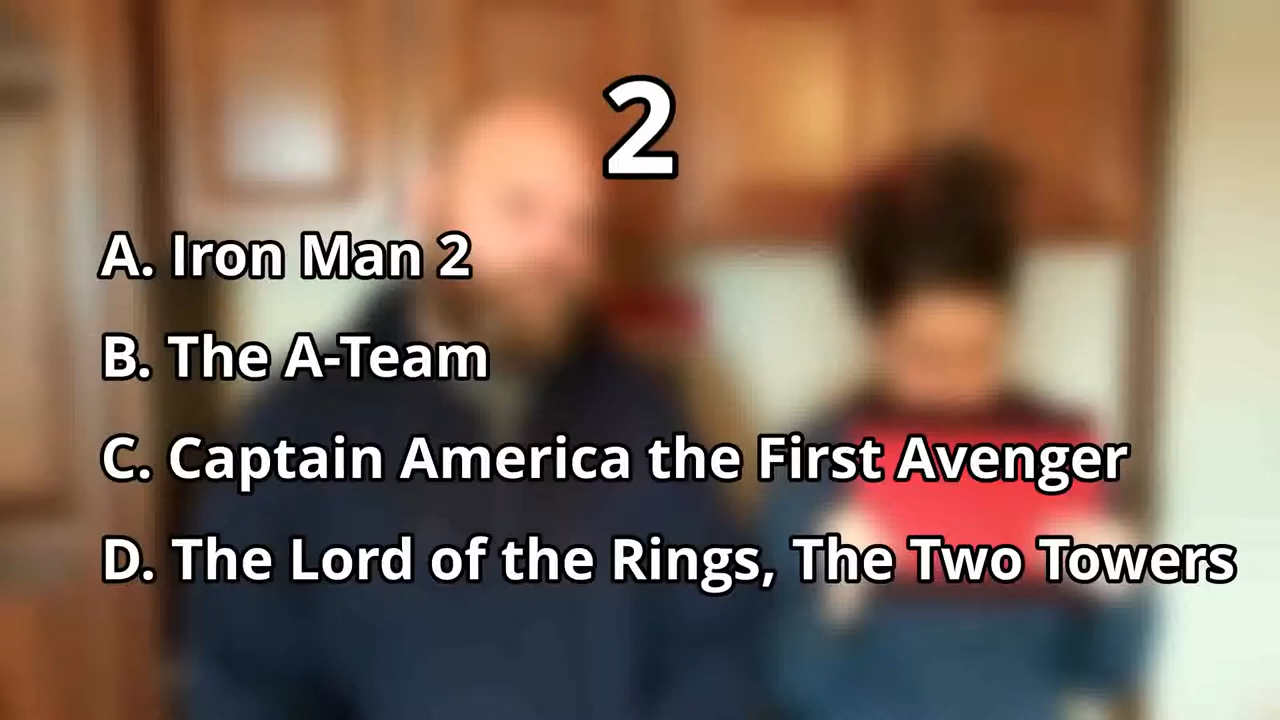 2
A. Iron Man 2
B. The A-Team
C. Captain America the First Avenger
D. The Lord of the Rings, The Two Towers